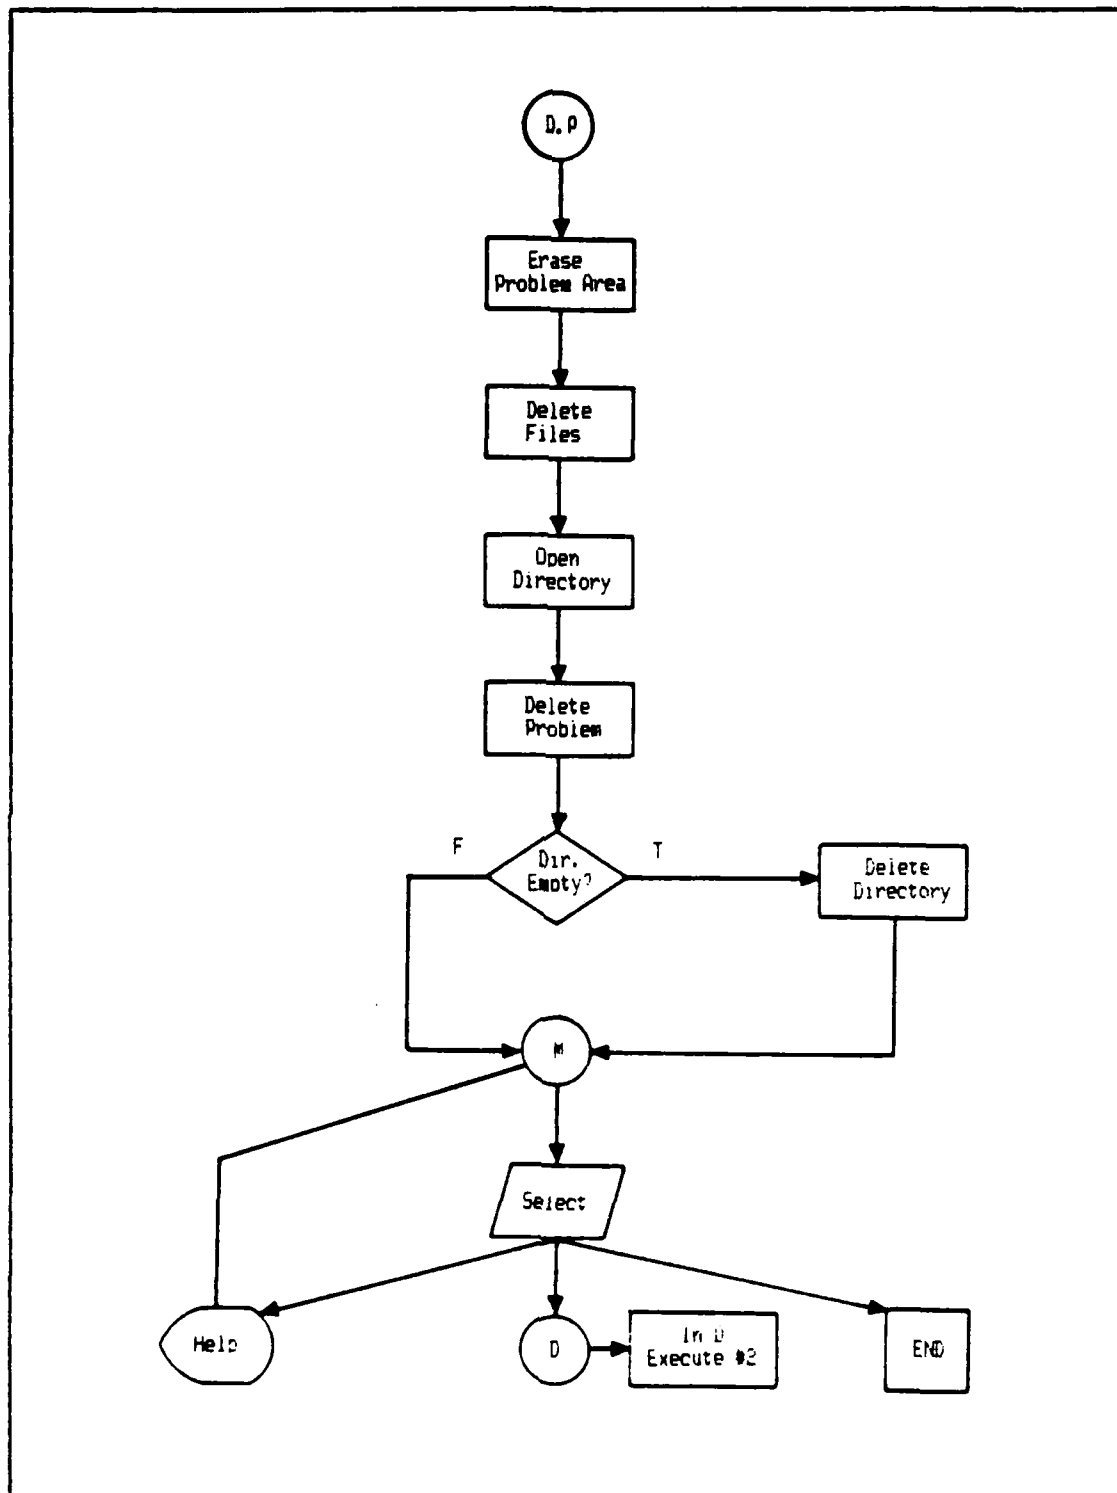 D.P
Erase
Problem Area
Delete
Files
Open
Directory
Delete
Problem
F
T
Dir.
Empty?
Delete
Directory
M
Select
Help
D
In D
Execute #2
END